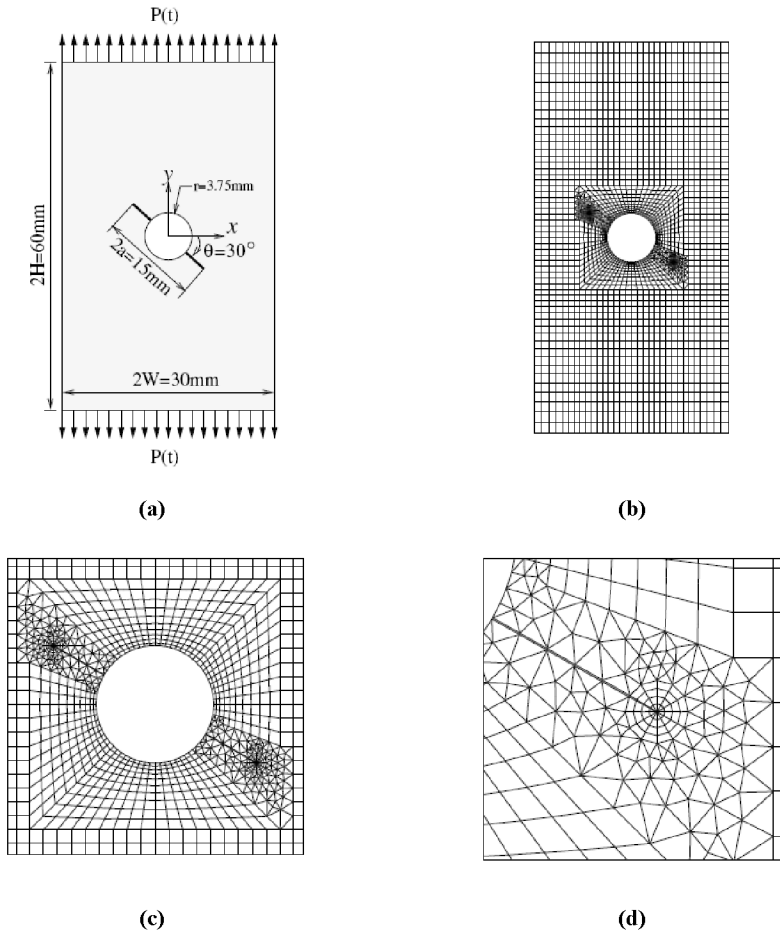 P(t)
y
r=3.75mm
x
θ=30°
2a=15mm
2H=60mm
2W=30mm
P(t)
(a)
(b)
(c)
(d)